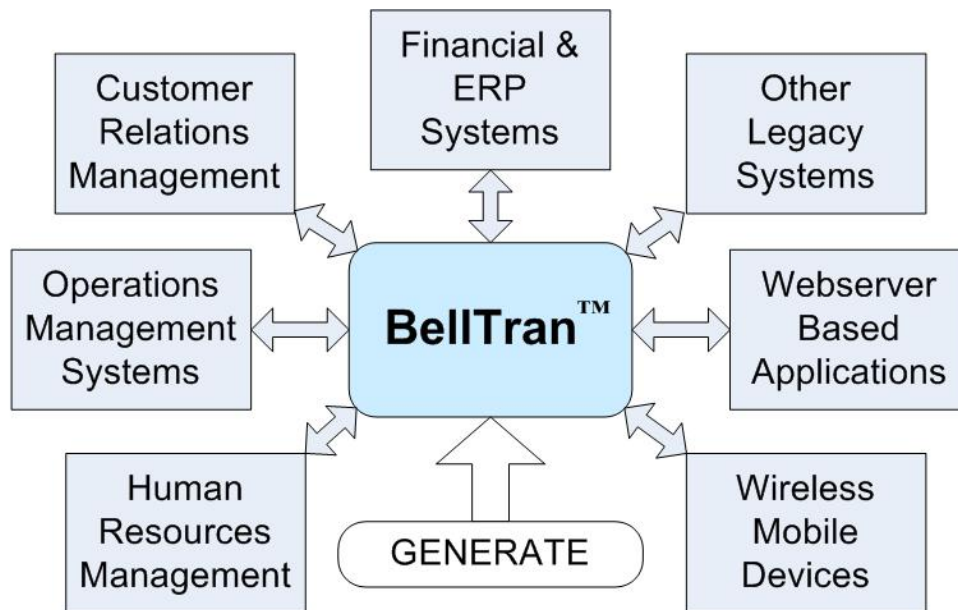 Financial &
ERP
Systems
Customer
Relations
Management
Other
Legacy
Systems
Operations
Management
Systems
BellTran™
Webserver
Based
Applications
Human
Resources
Management
GENERATE
Wireless
Mobile
Devices